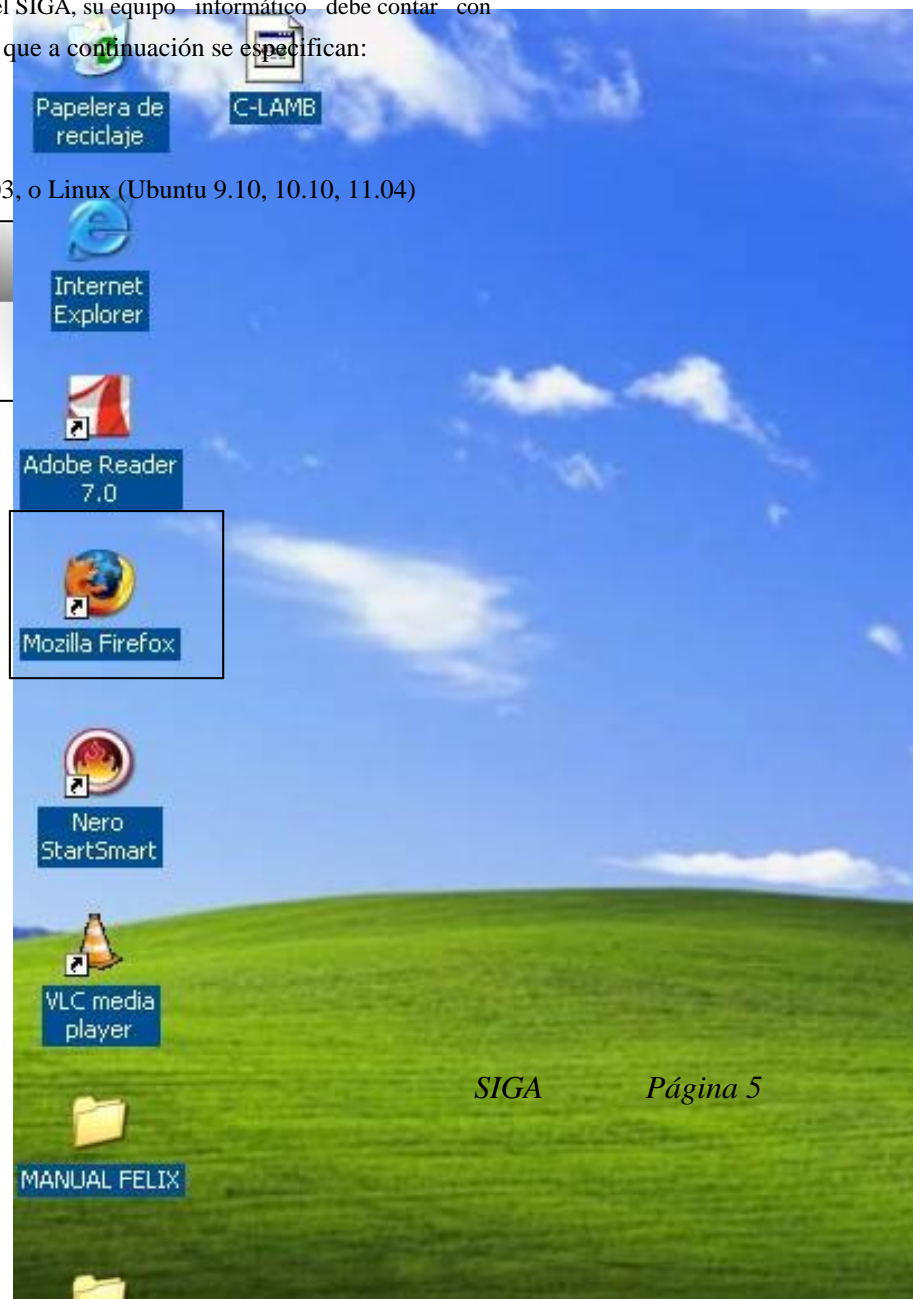 el SIGA, su equipo informático debe contar con
que a continuación se especifican:
Papelera de
reciclaje
C-LAMB
3, o Linux (Ubuntu 9.10, 10.10, 11.04)
Internet
Explorer
Adobe Reader
7.0
Mozilla Firefox
Nero
StartSmart
VLC media
player
SIGA Página 5
MANUAL FELIX